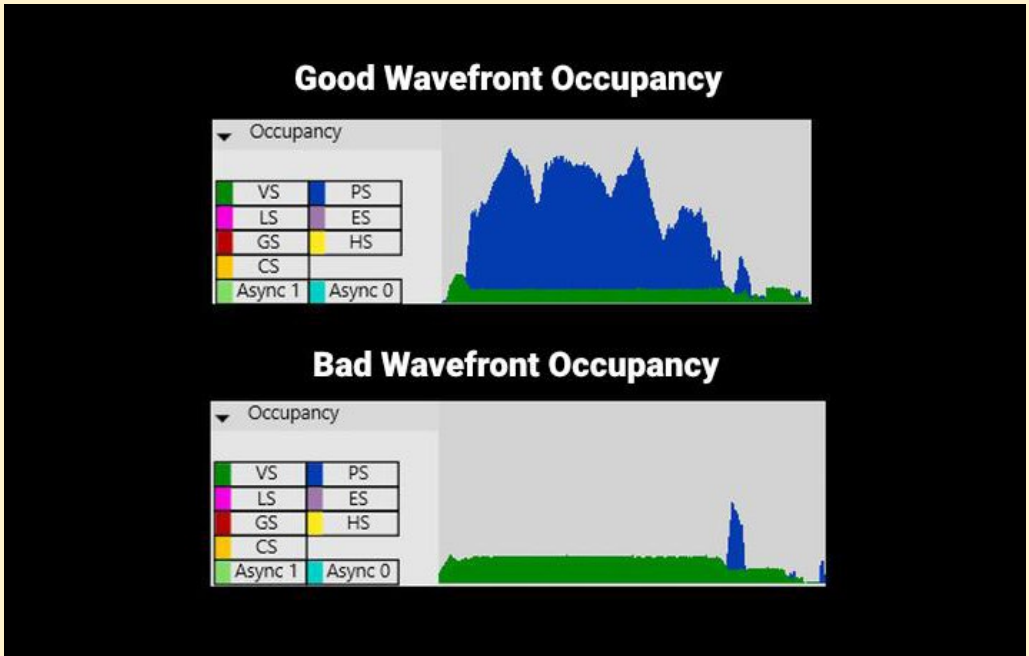 Good Wavefront Occupancy
Occupancy
VS PS
LS ES
GS HS
CS
Async 1 Async 0
Bad Wavefront Occupancy
Occupancy
VS PS
LS ES
GS HS
CS
Async 1 Async 0